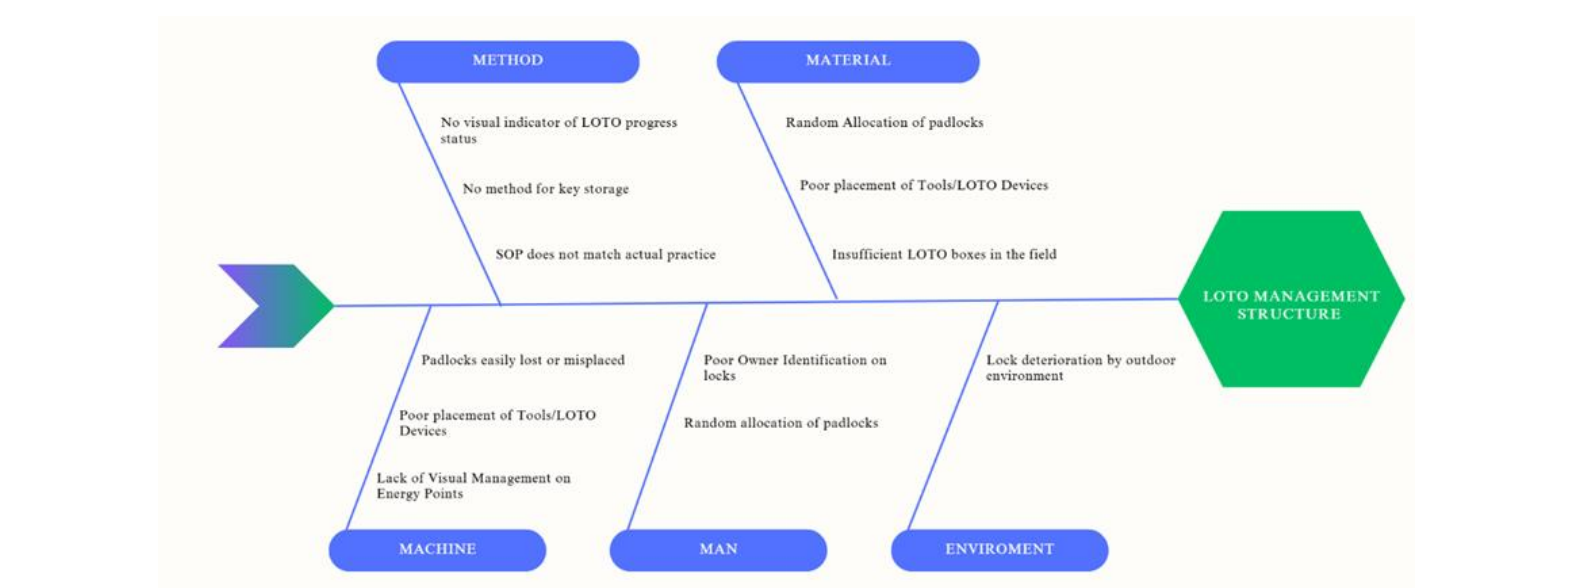 METHOD
MATERIAL
No visual indicator of LOTO progress
status
No method for key storage
SOP does not match actual practice
Random Allocation of padlocks
Poor placement of Tools/LOTO Devices
Insufficient LOTO boxes in the field
LOTO MANAGEMENT
STRUCTURE
Padlocks easily lost or misplaced
Poor placement of Tools/LOTO
Devices
Lack of Visual Management on
Energy Points
Poor Owner Identification on
locks
Random allocation of padlocks
Lock deterioration by outdoor
environment
MACHINE
MAN
ENVIROMENT